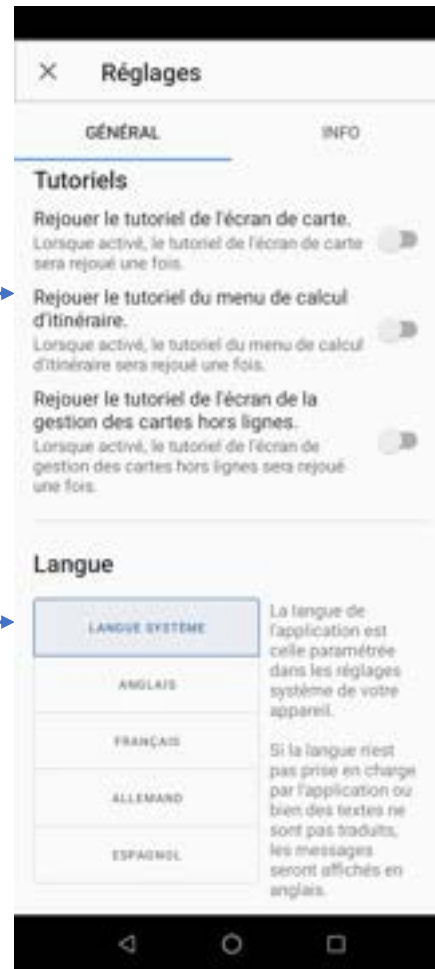 Réglages
GÉNÉRAL
INFO
Tutoriels
Rejouer le tutoriel de l'écran de carte.
Lorsque activé, le tutoriel de l'écran de carte
sera rejoué une fois.
Rejouer le tutoriel du menu de calcul
d'itinéraire.
Lorsque activé, le tutoriel du menu de calcul
d'itinéraire sera rejoué une fois.
Rejouer le tutoriel de l'écran de la
gestion des cartes hors lignes.
Lorsque activé, le tutoriel de l'écran de
gestion des cartes hors lignes sera rejoué
une fois.
Langue
LANGUE SYSTÈME
ANGLAIS
FRANÇAIS
ALLEMAND
ESPAGNOL
La langue de
l'application est
celle paramétrée
dans les réglages
système de votre
appareil.
Si la langue n'est
pas prise en charge
par l'application ou
bien des textes ne
sont pas traduits,
les messages
seront affichés en
anglais.